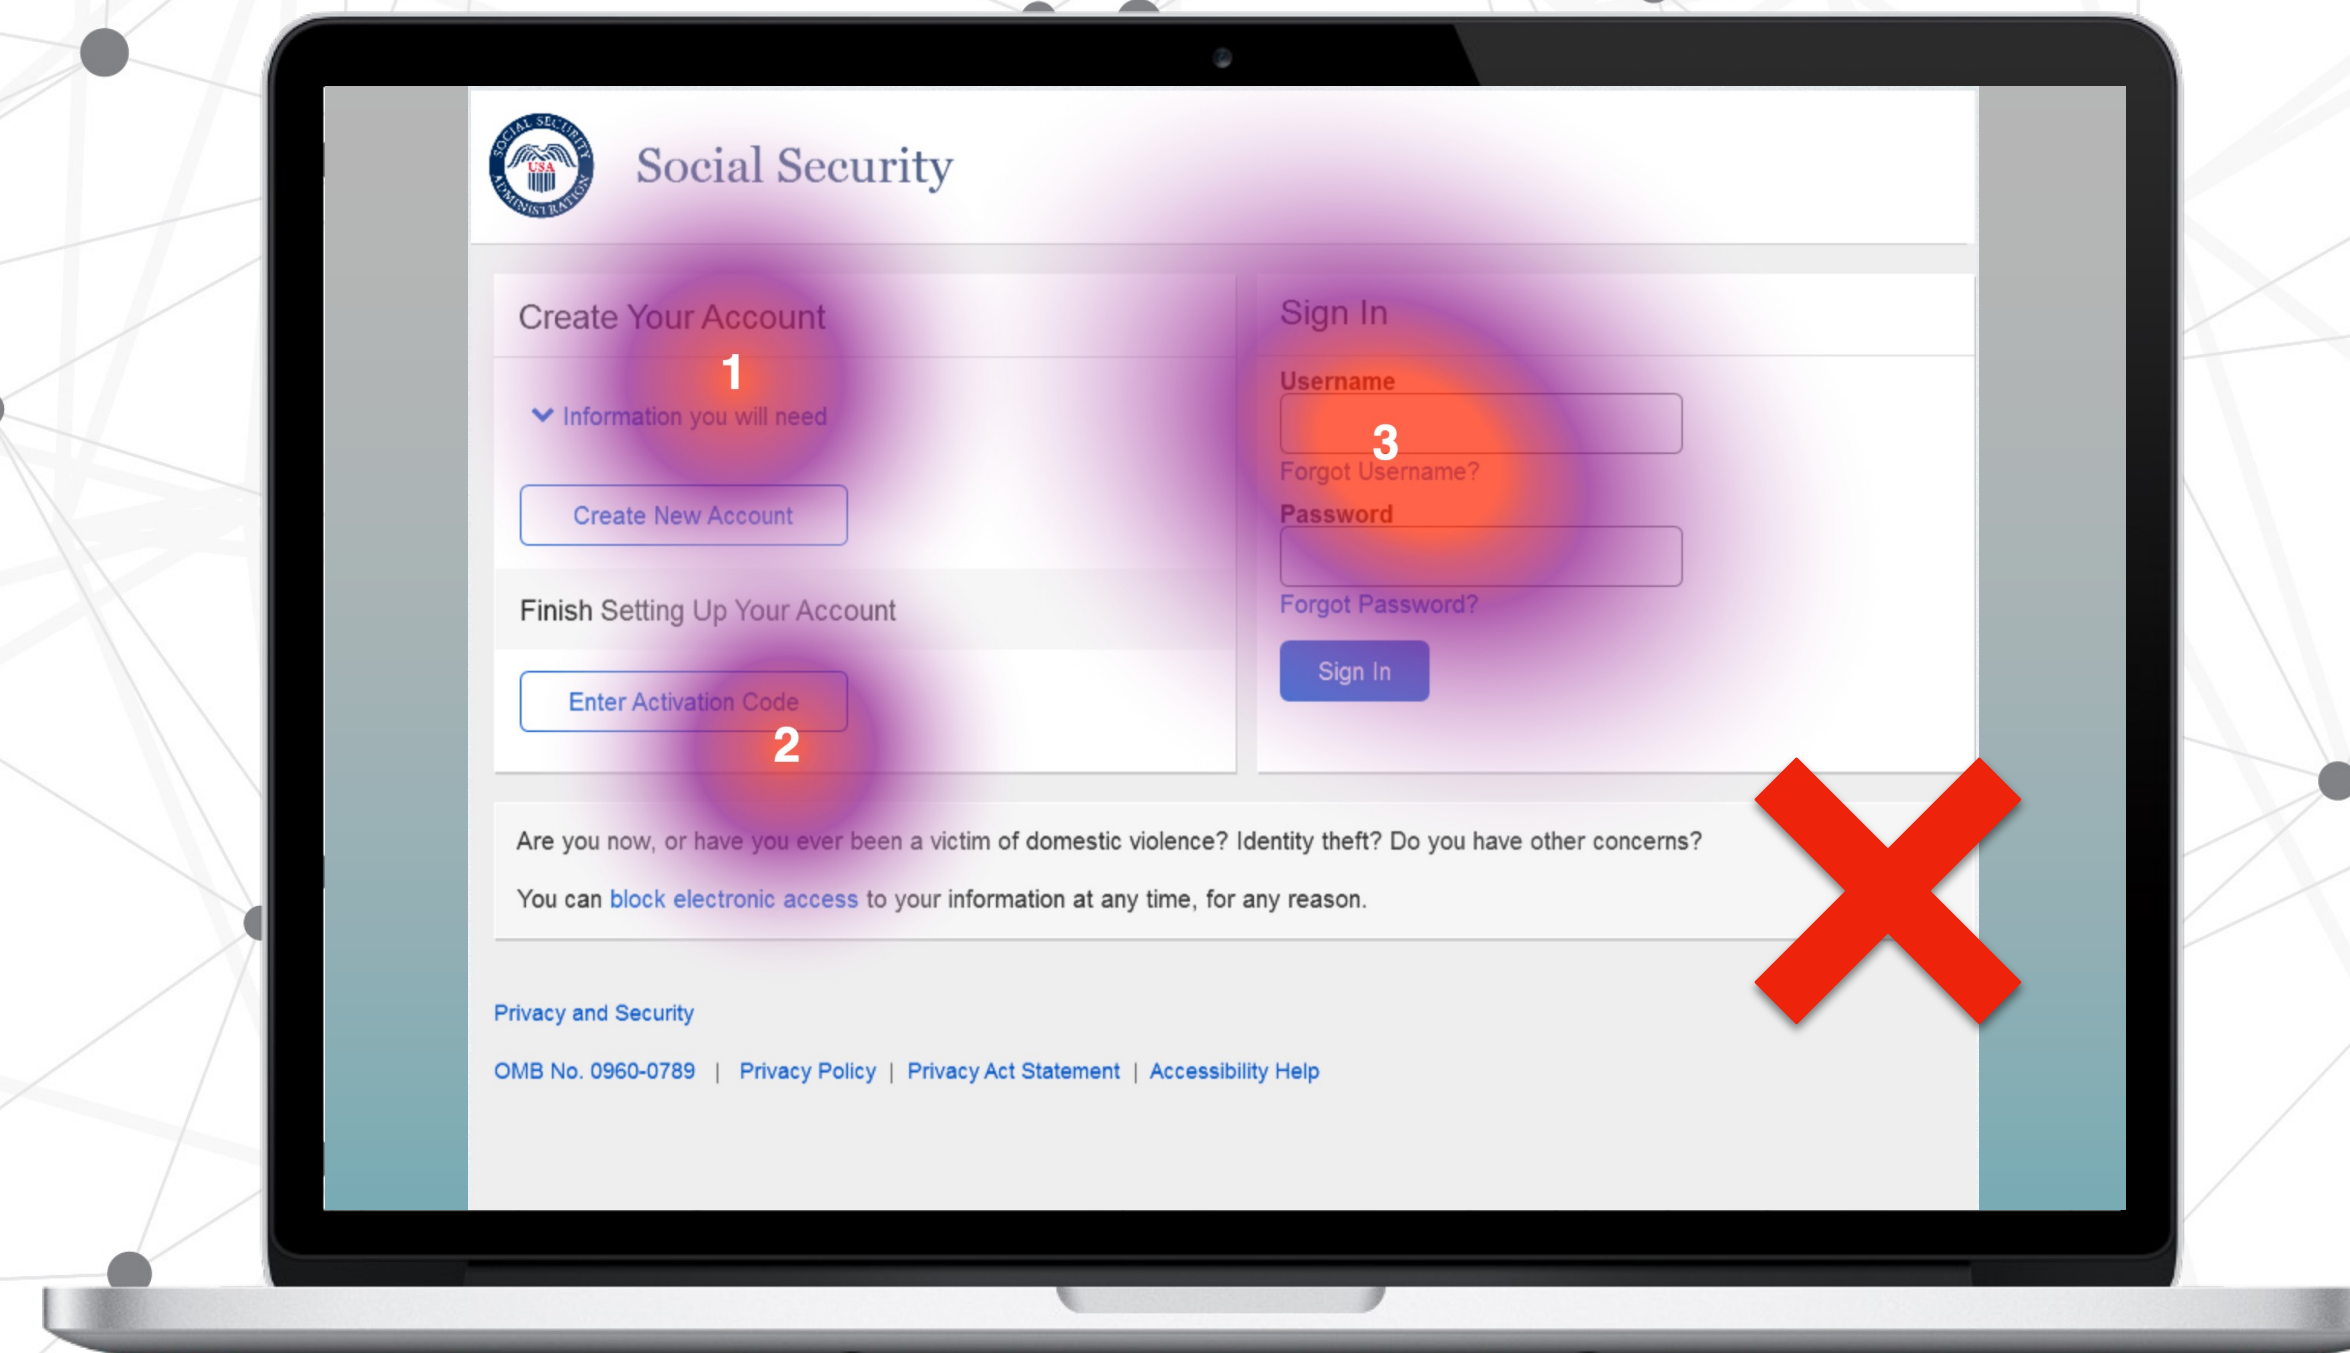 SOCIAL SECURITY
USA
ADMINISTRATION
Social Security
Create Your Account
1
Information you will need
Create New Account
Finish Setting Up Your Account
Enter Activation Code
2
Sign In
Username
3
Forgot Username?
Password
Forgot Password?
Sign In
Are you now, or have you ever been a victim of domestic violence? Identity theft? Do you have other concerns?
You can block electronic access to your information at any time, for any reason.
Privacy and Security
OMB No. 0960-0789 | Privacy Policy | Privacy Act Statement | Accessibility Help